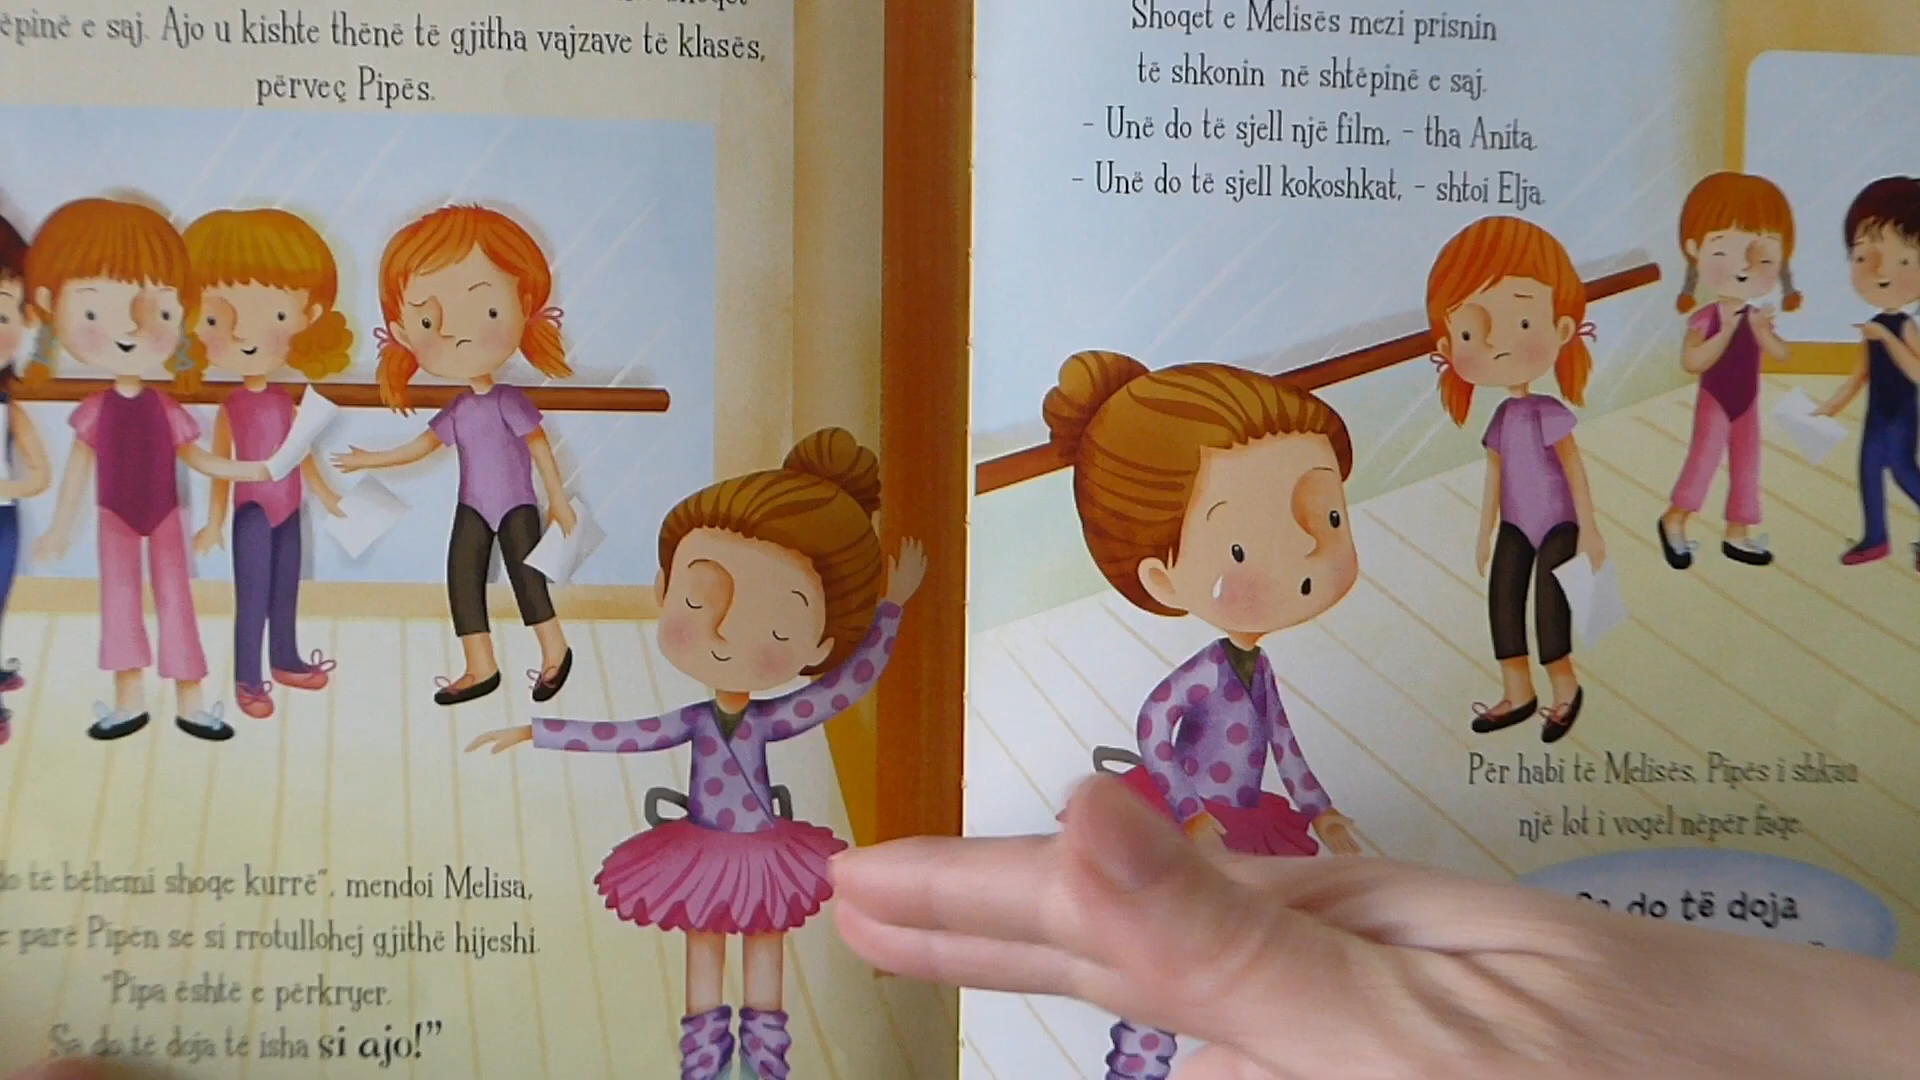 ëpinë e saj. Ajo u kishte thënë të gjitha vajzave të klasës,
përveç Pipës.
do të bëhemi shoqe kurrë", mendoi Melisa,
e parë Pipën se si rrotullohej gjithë hijeshi.
"Pipa është e përkryer.
Sa do të doja të isha si ajo!"
Shoqet e Melisës mezi prisnin
të shkonin në shtëpinë e saj.
- Unë do të sjell një film, - tha Anita.
- Unë do të sjell kokoshkat, - shtoi Elja.
Për habi të Melisës, Pipës i shkau
një lot i vogël nëpër faqe.
do të doja